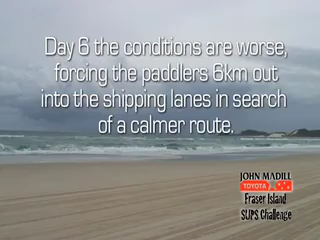 Day 6 the conditions are worse,
forcing the paddlers 6km out
into the shipping lanes in search
of a calmer route.
JOHN MADILL
TOYOTA
Fraser Island
SUPS Challenge